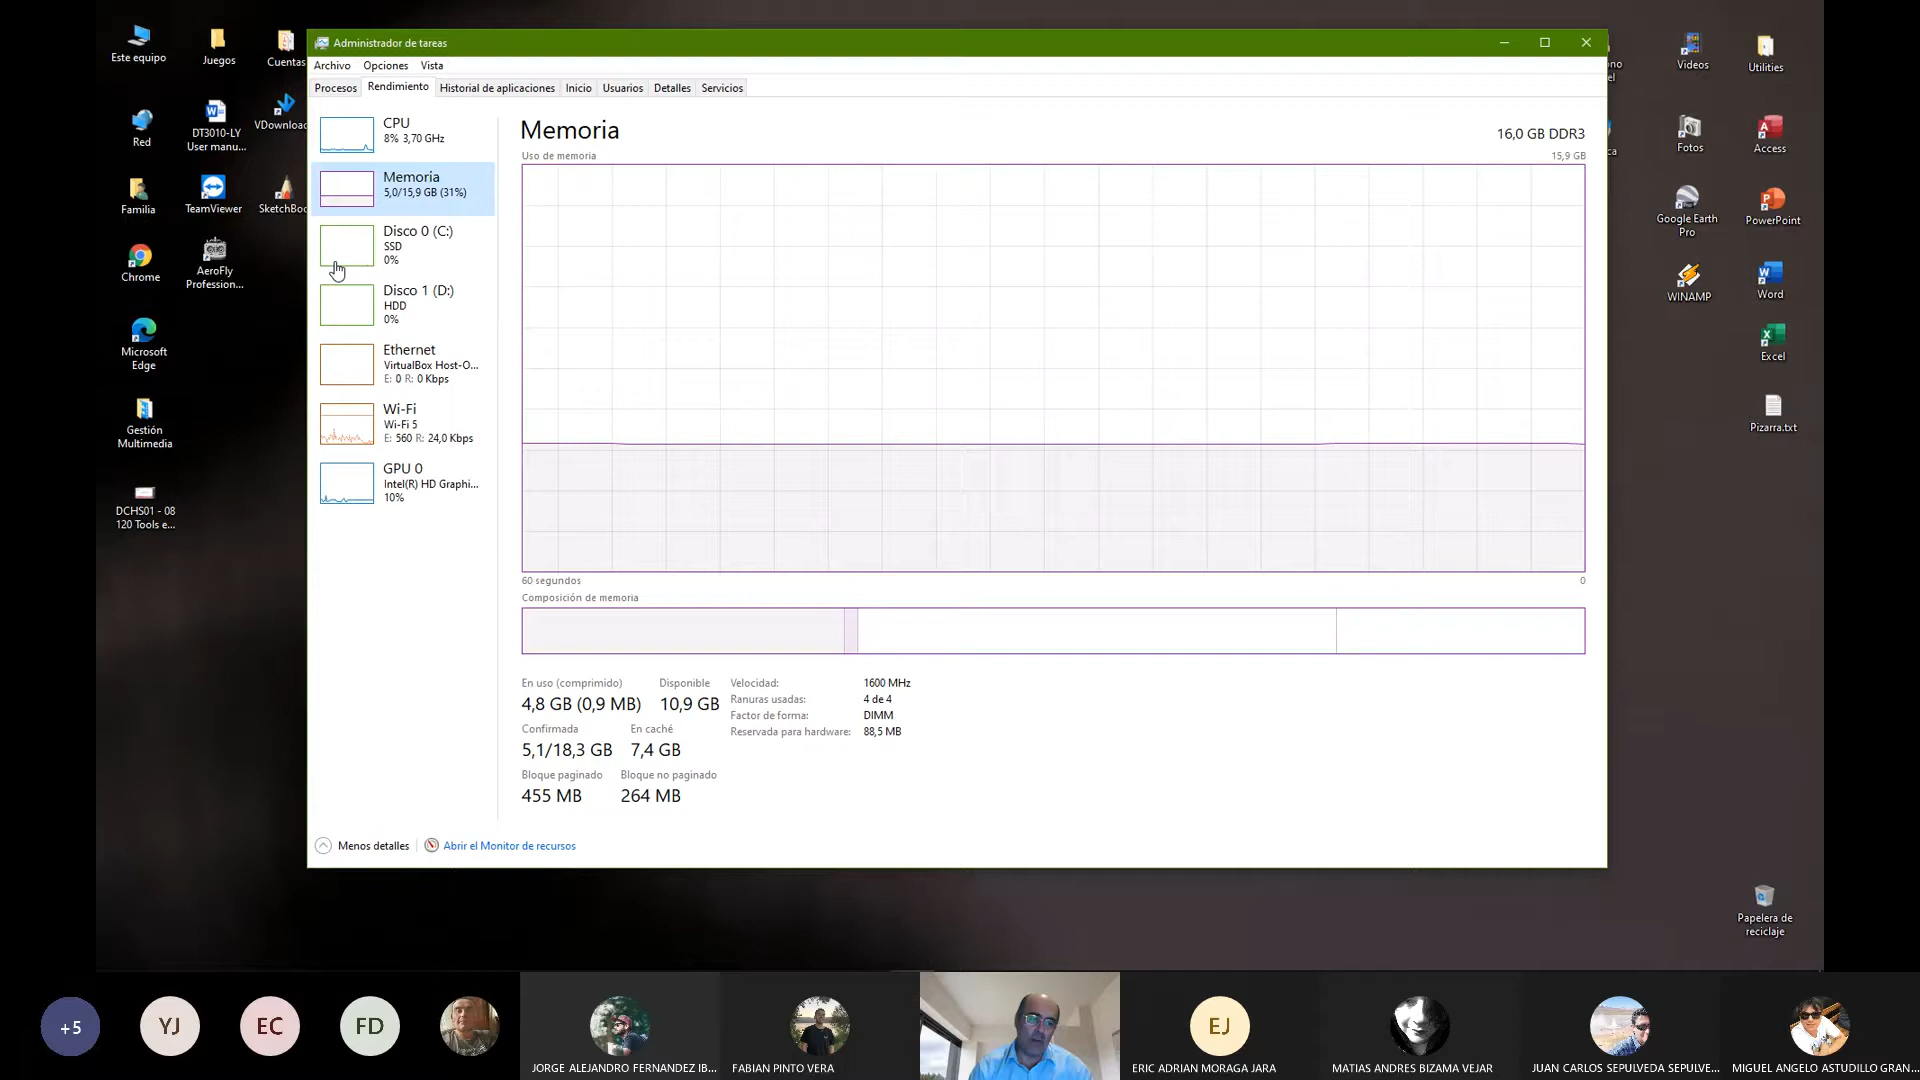 Administrador de tareas
Archivo Opciones Vista
Procesos Rendimiento Historial de aplicaciones Inicio Usuarios Detalles Servicios
CPU
8% 3,70 GHz
Memoria
5,0/15,9 GB (31%)
Disco 0 (C:)
SSD
0%
Disco 1 (D:)
HDD
0%
Ethernet
VirtualBox Host-O...
E: 0 R: 0 Kbps
Wi-Fi
Wi-Fi 5
E: 560 R: 24,0 Kbps
GPU 0
Intel(R) HD Graphi...
10%
Memoria
16,0 GB DDR3
Uso de memoria
15,9 GB
60 segundos
0
Composición de memoria
En uso (comprimido)
4,8 GB (0,9 MB)
Disponible
10,9 GB
Confirmada
5,1/18,3 GB
En caché
7,4 GB
Bloque paginado
455 MB
Bloque no paginado
264 MB
Velocidad: 1600 MHz
Ranuras usadas: 4 de 4
Factor de forma: DIMM
Reservada para hardware: 88,5 MB
Menos detalles
Abrir el Monitor de recursos
Este equipo
Juegos
Cuentas
Red
DT3010-LY
User manu...
VDownload
Familia
TeamViewer
SketchBoo
Chrome
AeroFly
Profession...
Microsoft
Edge
Gestión
Multimedia
DCHS01 - 08
120 Tools e...
Videos
Utilities
Fotos
Access
Google Earth
Pro
PowerPoint
WINAMP
Word
Excel
Pizarra.txt
Papelera de
reciclaje
+5
YJ
EC
FD
JORGE ALEJANDRO FERNANDEZ IB...
FABIAN PINTO VERA
EJ
ERIC ADRIAN MORAGA JARA
MATIAS ANDRES BIZAMA VEJAR
JUAN CARLOS SEPULVEDA SEPULVE...
MIGUEL ANGELO ASTUDILLO GRAN...